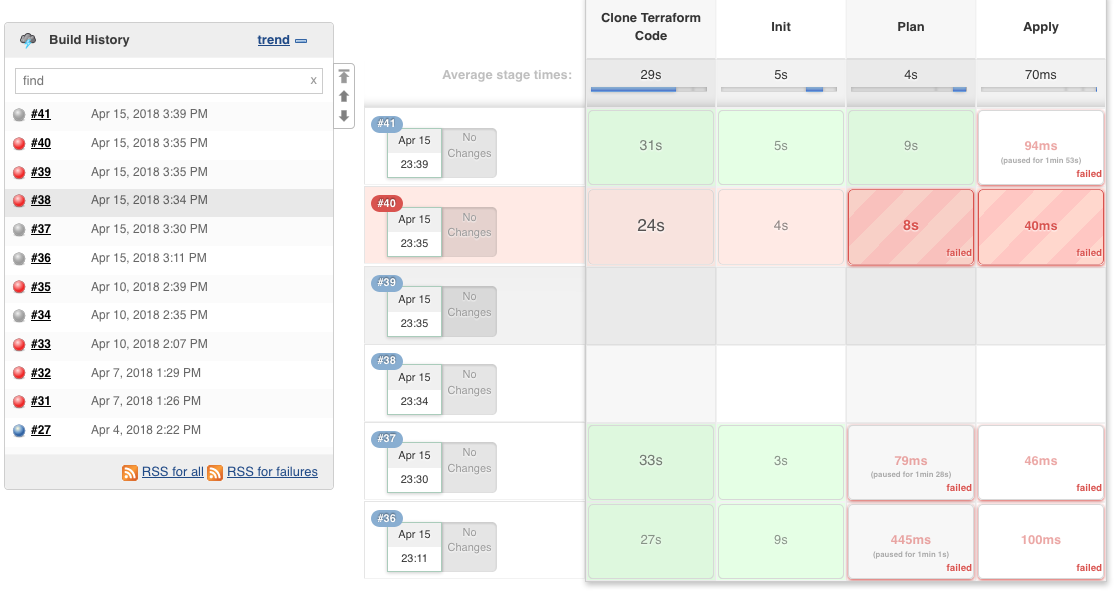 Build History
trend
find
x
#41 Apr 15, 2018 3:39 PM
#40 Apr 15, 2018 3:35 PM
#39 Apr 15, 2018 3:35 PM
#38 Apr 15, 2018 3:34 PM
#37 Apr 15, 2018 3:30 PM
#36 Apr 15, 2018 3:11 PM
#35 Apr 10, 2018 2:39 PM
#34 Apr 10, 2018 2:35 PM
#33 Apr 10, 2018 2:07 PM
#32 Apr 7, 2018 1:29 PM
#31 Apr 7, 2018 1:26 PM
#27 Apr 4, 2018 2:22 PM
RSS for all RSS for failures
Clone Terraform
Code
Init
Plan
Apply
Average stage times:
29s
5s
4s
70ms
#41
Apr 15
23:39
No
Changes
31s
5s
9s
94ms
(paused for 1min 53s)
failed
#40
Apr 15
23:35
No
Changes
24s
4s
8s
failed
40ms
failed
#39
Apr 15
23:35
No
Changes
#38
Apr 15
23:34
No
Changes
#37
Apr 15
23:30
No
Changes
33s
3s
79ms
(paused for 1min 28s)
failed
46ms
failed
#36
Apr 15
23:11
No
Changes
27s
9s
445ms
(paused for 1min 1s)
failed
100ms
failed